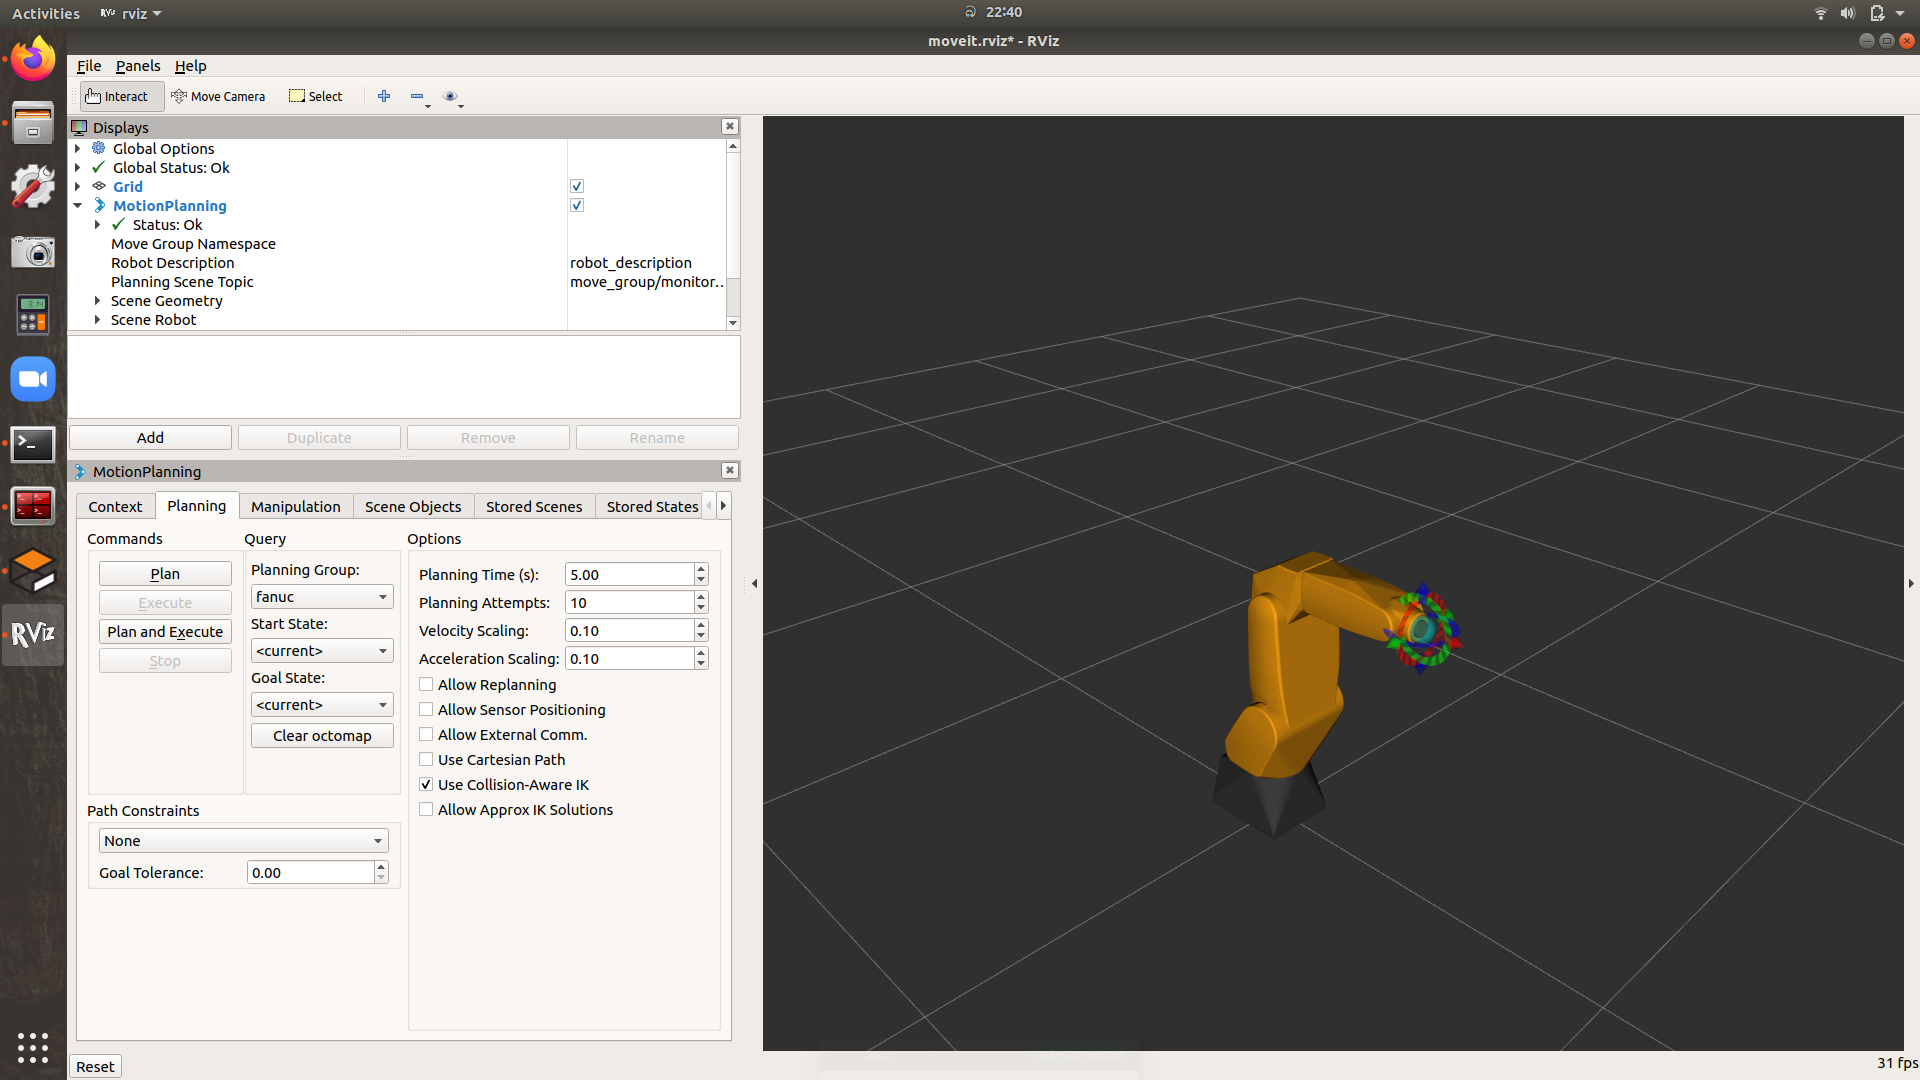 Activities rviz 22:40
moveit.rviz* - RViz
File Panels Help
Interact Move Camera Select
Displays
Global Options
Global Status: Ok
Grid
MotionPlanning
Status: Ok
Move Group Namespace
Robot Description robot_description
Planning Scene Topic move_group/monitor...
Scene Geometry
Scene Robot
Add Duplicate Remove Rename
MotionPlanning
Context Planning Manipulation Scene Objects Stored Scenes Stored States
Commands Query Options
Plan
Execute
Plan and Execute
Stop
Planning Group:
fanuc
Start State:
<current>
Goal State:
<current>
Clear octomap
Planning Time (s): 5.00
Planning Attempts: 10
Velocity Scaling: 0.10
Acceleration Scaling: 0.10
Allow Replanning
Allow Sensor Positioning
Allow External Comm.
Use Cartesian Path
Use Collision-Aware IK
Allow Approx IK Solutions
Path Constraints
None
Goal Tolerance: 0.00
RViz
Reset
31 fps